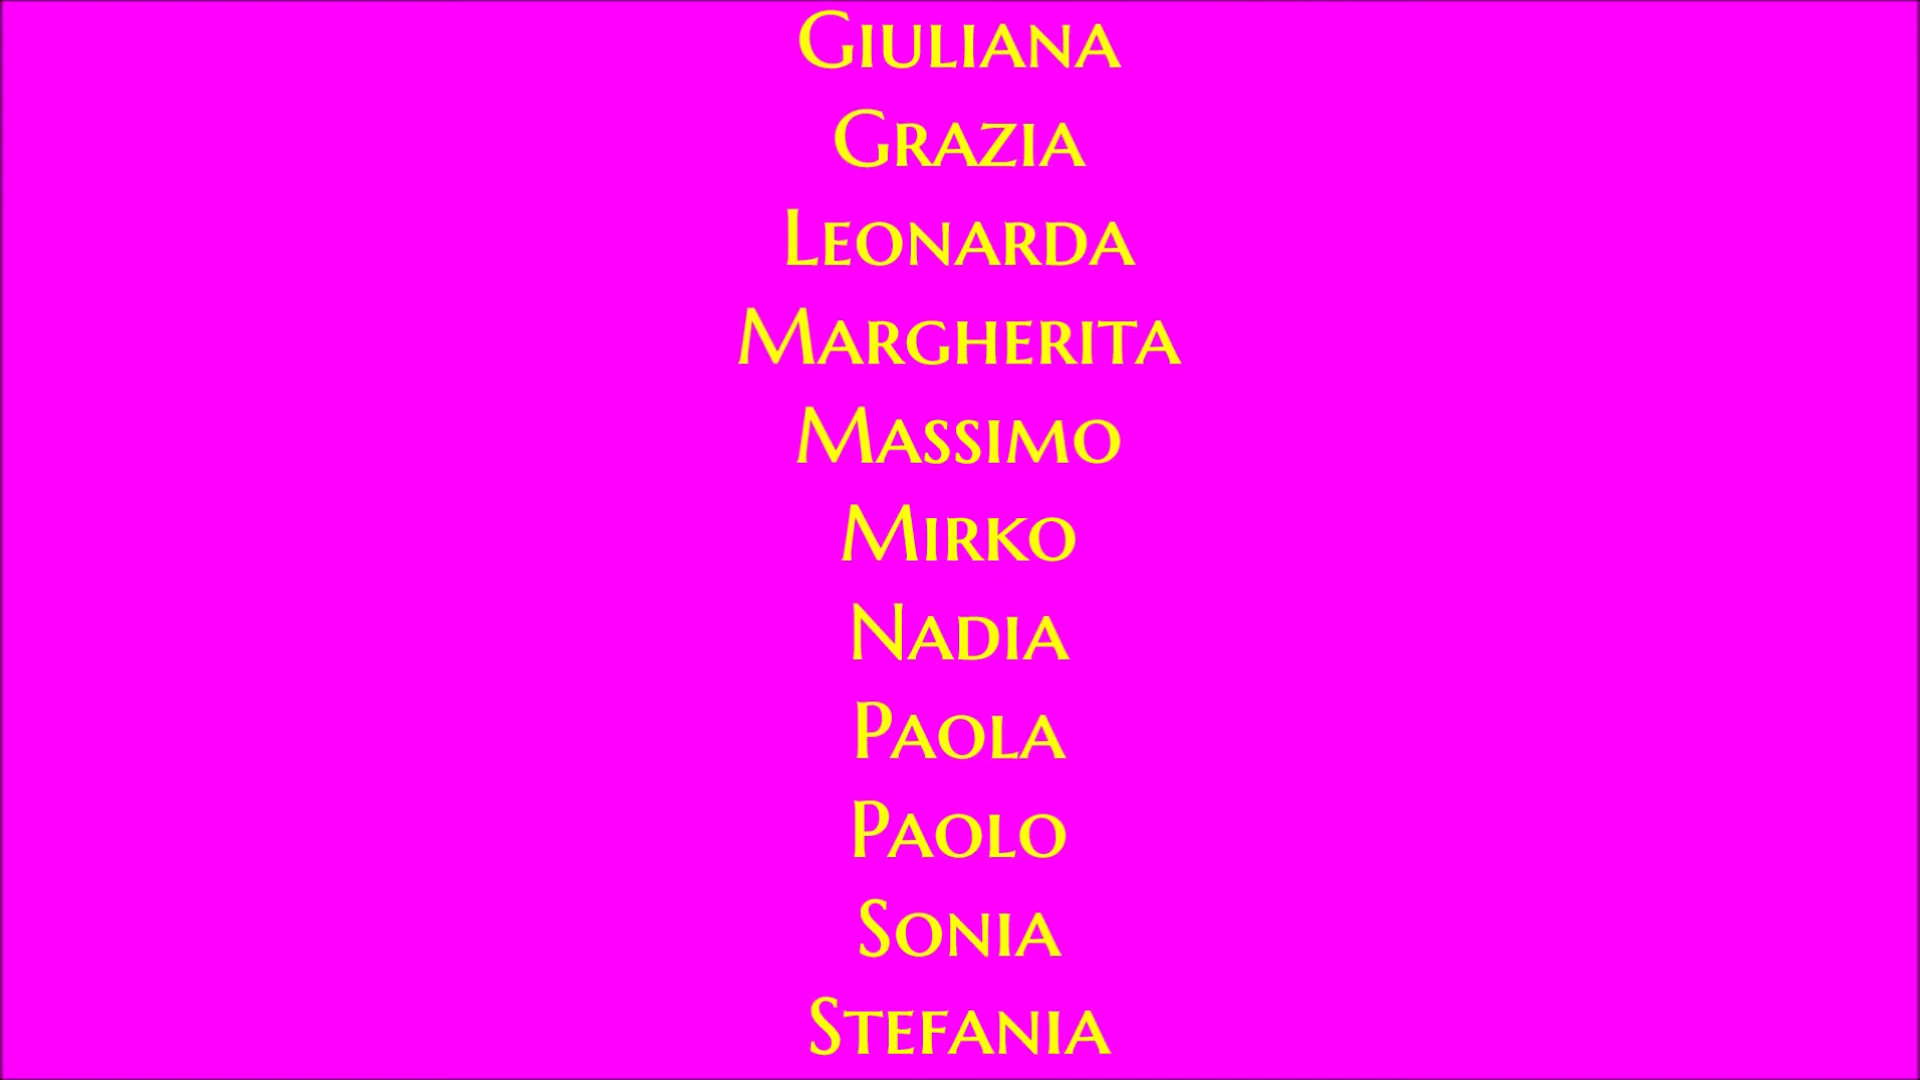 Giuliana
Grazia
Leonarda
Margherita
Massimo
Mirko
Nadia
Paola
Paolo
Sonia
Stefania